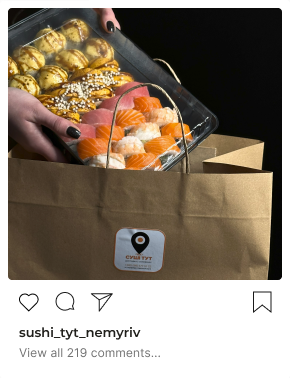 СУШІ ТУТ
sushi_tyt_nemyriv
View all 219 comments...